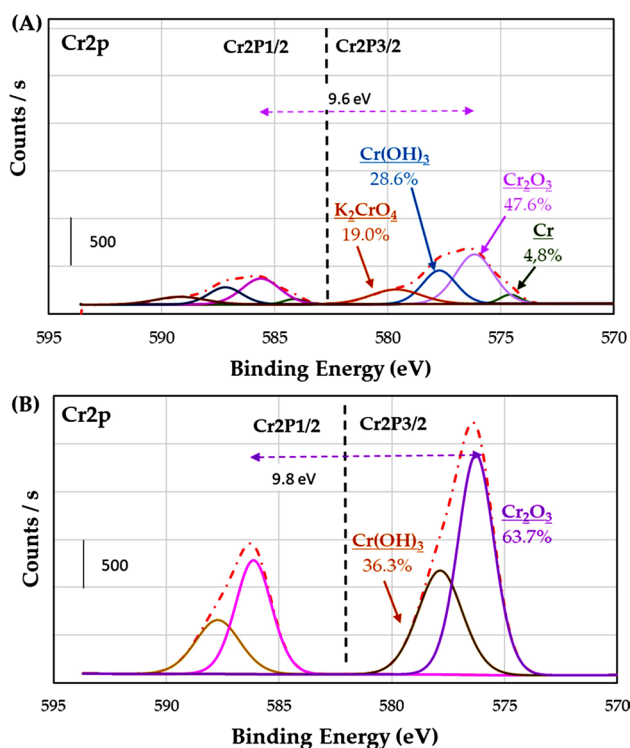 (A)
Cr2p
Cr2P1/2
Cr2P3/2
9.6 eV
Cr(OH)3
28.6%
Cr2O3
47.6%
K2CrO4
19.0%
Cr
4,8%
500
Counts / s
595 590 585 580 575 570
Binding Energy (eV)
(B)
Cr2p
Cr2P1/2
Cr2P3/2
9.8 eV
Cr2O3
63.7%
Cr(OH)3
36.3%
500
Counts / s
595 590 585 580 575 570
Binding Energy (eV)